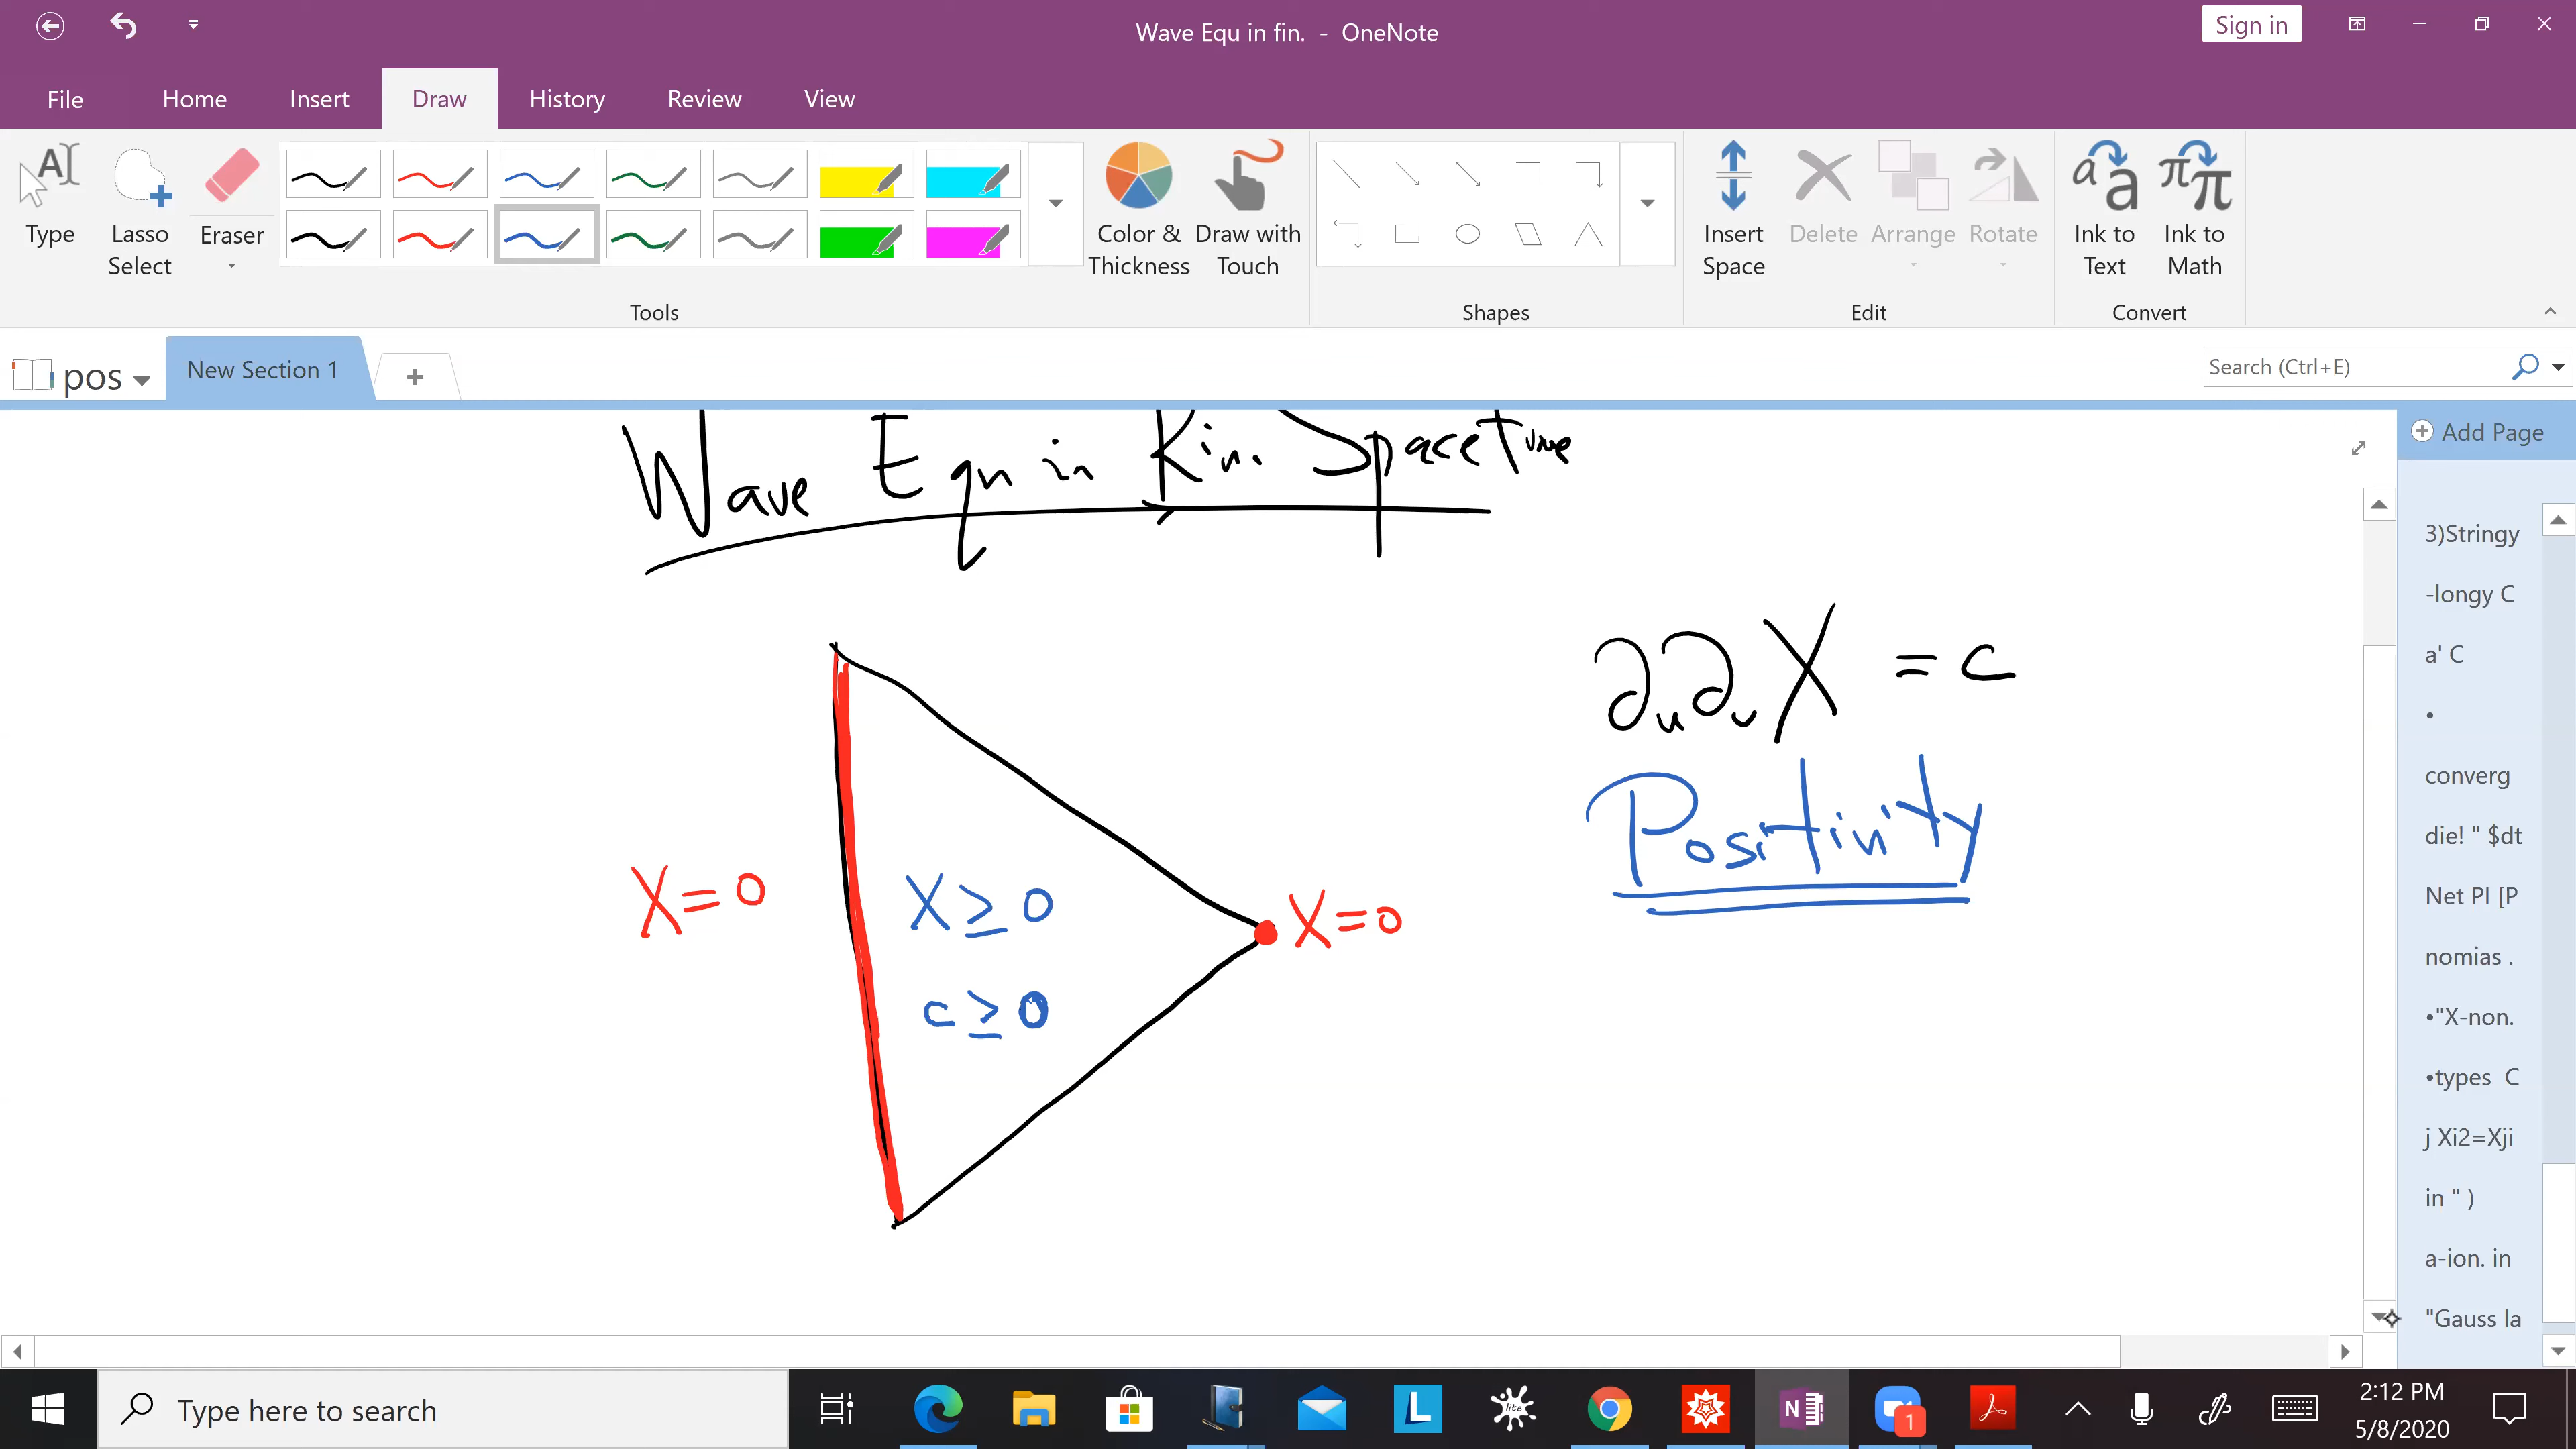 Wave Equ in fin. - OneNote
Sign in
File Home Insert Draw History Review View
Type
Lasso Select
Eraser
Color & Thickness
Draw with Touch
Insert Space
Delete
Arrange
Rotate
Ink to Text
Ink to Math
Tools
Shapes
Edit
Convert
pos
New Section 1
Search (Ctrl+E)
Add Page
3)Stringy
-longy C
a' C
•
converg
die! " $dt
Net PI [P
nomias .
•"X-non.
•types C
j Xi2=Xji
in " )
a-ion. in
"Gauss la
Wave Eqn in Kin. Spacetime
∂u∂vX = c
Positivity
X=0
X ≥ 0
X=0
c ≥ 0
Type here to search
L
lite
N
1
2:12 PM
5/8/2020